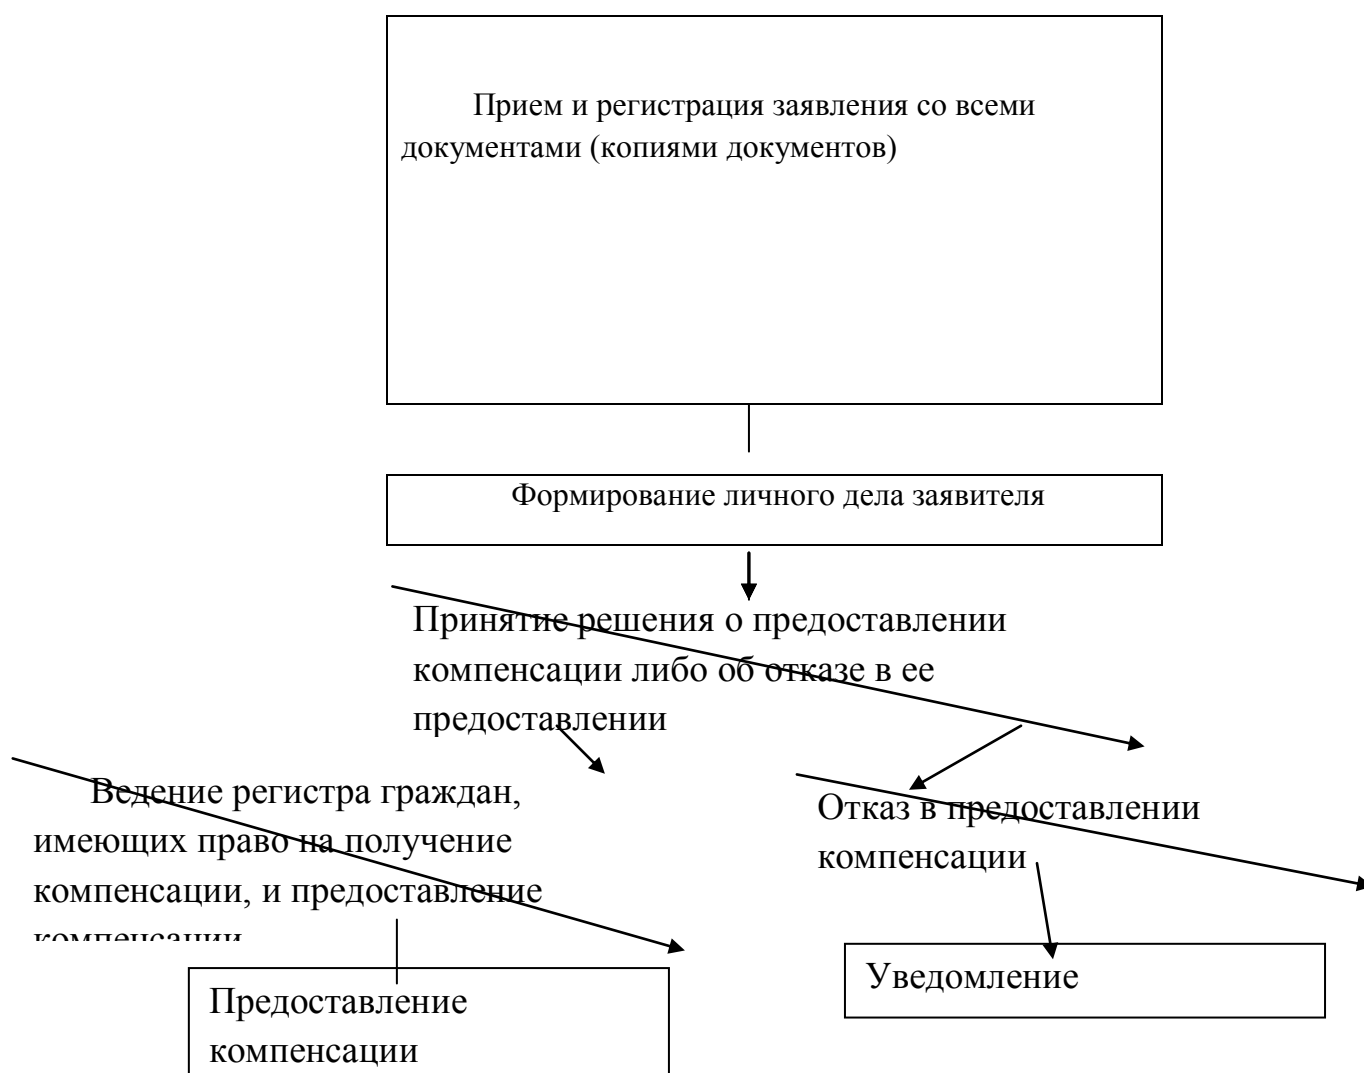 Прием и регистрация заявления со всеми
документами (копиями документов)
Формирование личного дела заявителя
Принятие решения о предоставлении
компенсации либо об отказе в ее
предоставлении
Ведение регистра граждан,
имеющих право на получение
компенсации, и предоставление
компенсации
Отказ в предоставлении
компенсации
Предоставление
компенсации
Уведомление